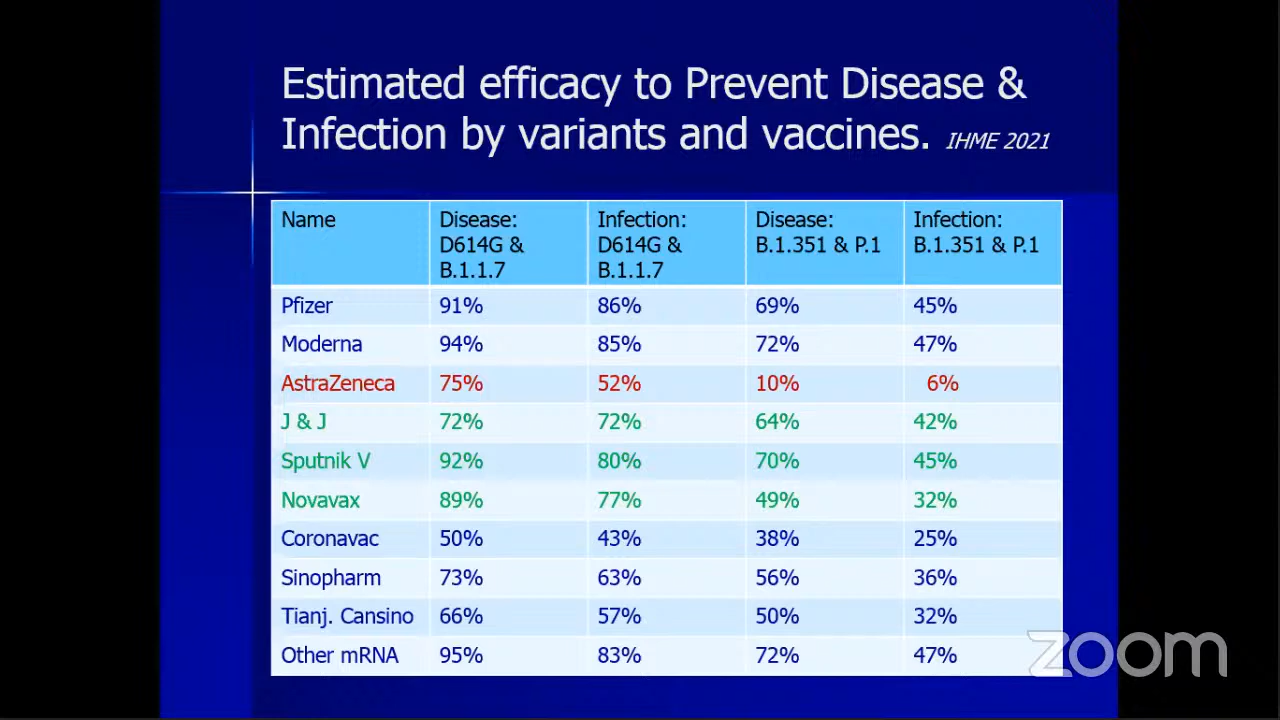 Estimated efficacy to Prevent Disease &
Infection by variants and vaccines. IHME 2021
Name Disease: D614G & B.1.1.7 Infection: D614G & B.1.1.7 Disease: B.1.351 & P.1 Infection: B.1.351 & P.1
Pfizer 91% 86% 69% 45%
Moderna 94% 85% 72% 47%
AstraZeneca 75% 52% 10% 6%
J & J 72% 72% 64% 42%
Sputnik V 92% 80% 70% 45%
Novavax 89% 77% 49% 32%
Coronavac 50% 43% 38% 25%
Sinopharm 73% 63% 56% 36%
Tianj. Cansino 66% 57% 50% 32%
Other mRNA 95% 83% 72% 47%
zoom